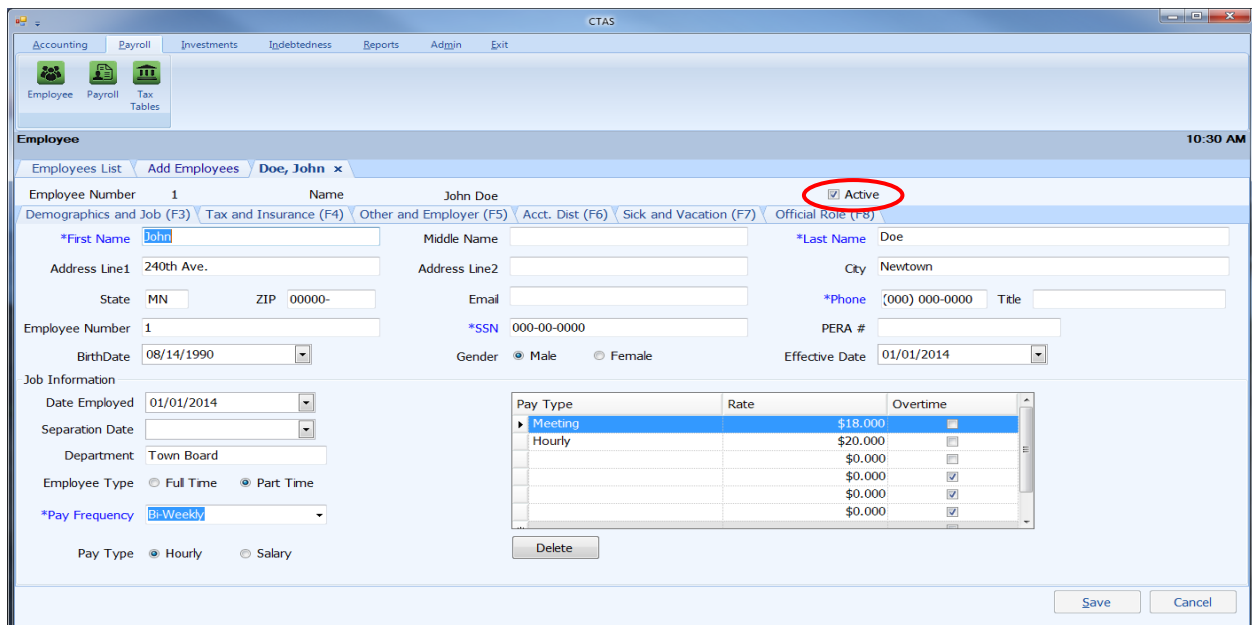 CTAS
Accounting Payroll Investments Indebtedness Reports Admin Exit
Employee Payroll Tax Tables
Employee 10:30 AM
Employees List Add Employees Doe, John x
Employee Number 1 Name John Doe Active
Demographics and Job (F3) Tax and Insurance (F4) Other and Employer (F5) Acct. Dist (F6) Sick and Vacation (F7) Official Role (F8)
*First Name John Middle Name *Last Name Doe
Address Line1 240th Ave. Address Line2 City Newtown
State MN ZIP 00000- Email *Phone (000) 000-0000 Title
Employee Number 1 *SSN 000-00-0000 PERA #
BirthDate 08/14/1990 Gender Male Female Effective Date 01/01/2014
Job Information
Date Employed 01/01/2014 Pay Type Rate Overtime
Separation Date Meeting $18.000
Hourly $20.000
Department Town Board $0.000
Employee Type Full Time Part Time $0.000
$0.000
*Pay Frequency Bi-Weekly $0.000
Pay Type Hourly Salary Delete
Save Cancel